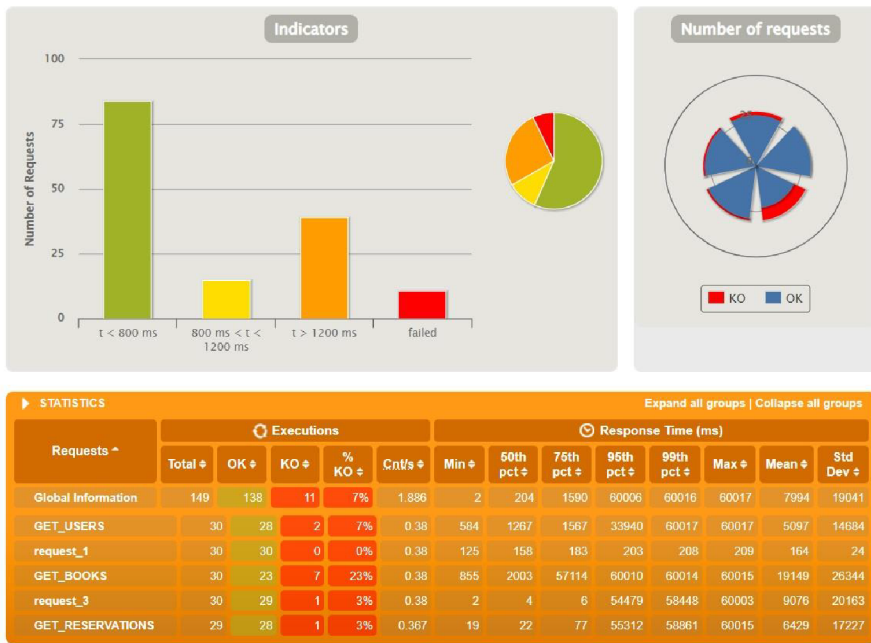 Indicators
Number of requests
100
75
50
25
0
Number of Requests
t < 800 ms
800 ms < t <
1200 ms
t > 1200 ms
failed
KO OK
STATISTICS Expand all groups | Collapse all groups
Requests Executions Response Time (ms)
Total OK KO % KO Cnt/s Min 50th pct 75th pct 95th pct 99th pct Max Mean Std Dev
Global Information 149 138 11 7% 1.886 2 204 1590 60006 60016 60017 7994 19041
GET_USERS 30 28 2 7% 0.38 584 1267 1567 33940 60017 60017 5097 14684
request_1 30 30 0 0% 0.38 125 158 183 203 208 209 164 24
GET_BOOKS 30 23 7 23% 0.38 855 2003 57114 60010 60014 60015 19149 26344
request_3 30 29 1 3% 0.38 2 4 6 54479 58448 60003 9076 20163
GET_RESERVATIONS 29 28 1 3% 0.367 19 22 77 55312 58861 60015 6429 17227